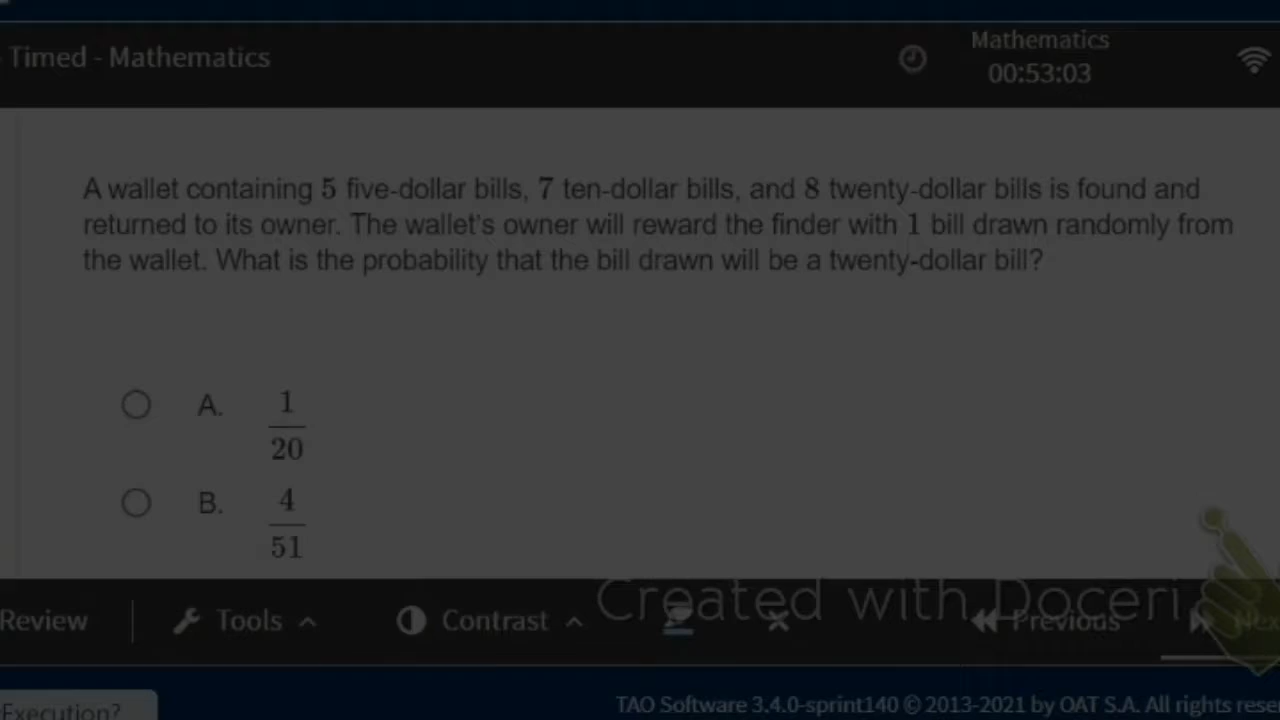 Timed - Mathematics
Mathematics
00:53:03
A wallet containing 5 five-dollar bills, 7 ten-dollar bills, and 8 twenty-dollar bills is found and
returned to its owner. The wallet's owner will reward the finder with 1 bill drawn randomly from
the wallet. What is the probability that the bill drawn will be a twenty-dollar bill?
A. 1/20
B. 4/51
Created with Doceri
Review Tools Contrast Previous Nex
Execution?
TAO Software 3.4.0-sprint140 © 2013-2021 by OAT S.A. All rights rese